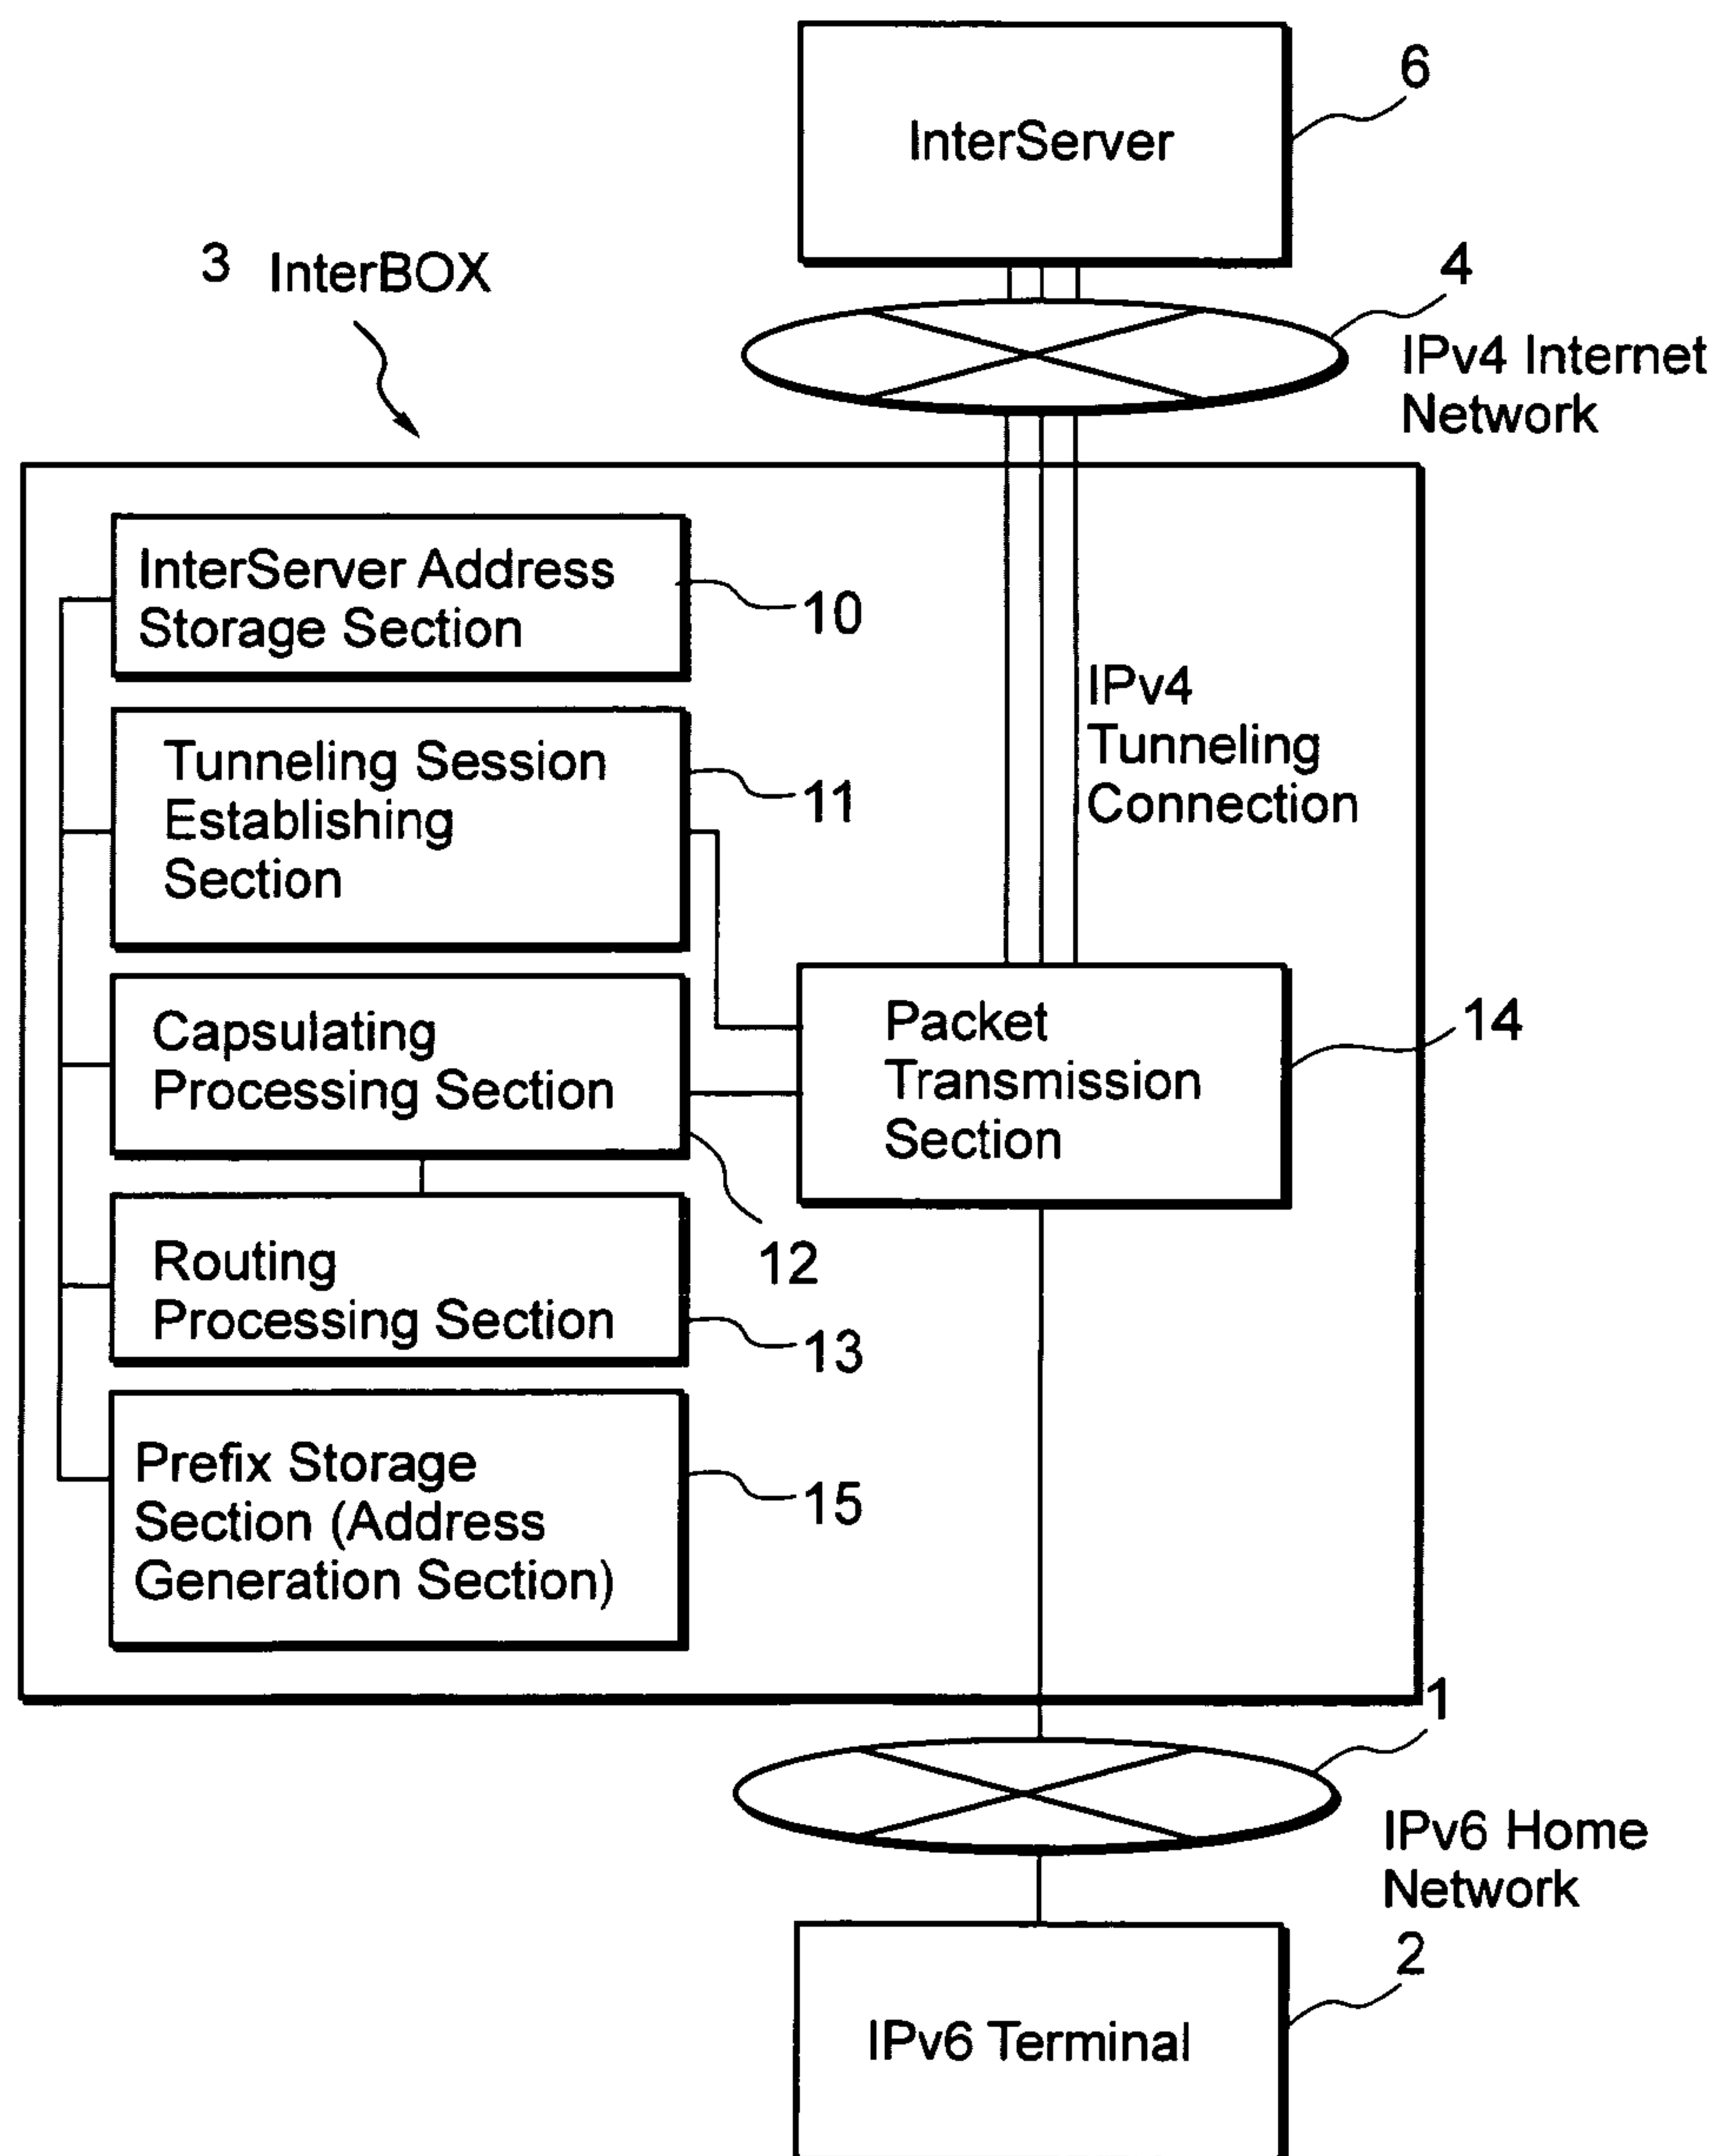 InterServer
6
3 InterBOX
4
IPv4 Internet
Network
InterServer Address
Storage Section
10
IPv4
Tunneling
Connection
Tunneling Session
Establishing
Section
11
Capsulating
Processing Section
12
Packet
Transmission
Section
14
Routing
Processing Section
13
Prefix Storage
Section (Address
Generation Section)
15
1
IPv6 Home
Network
2
IPv6 Terminal